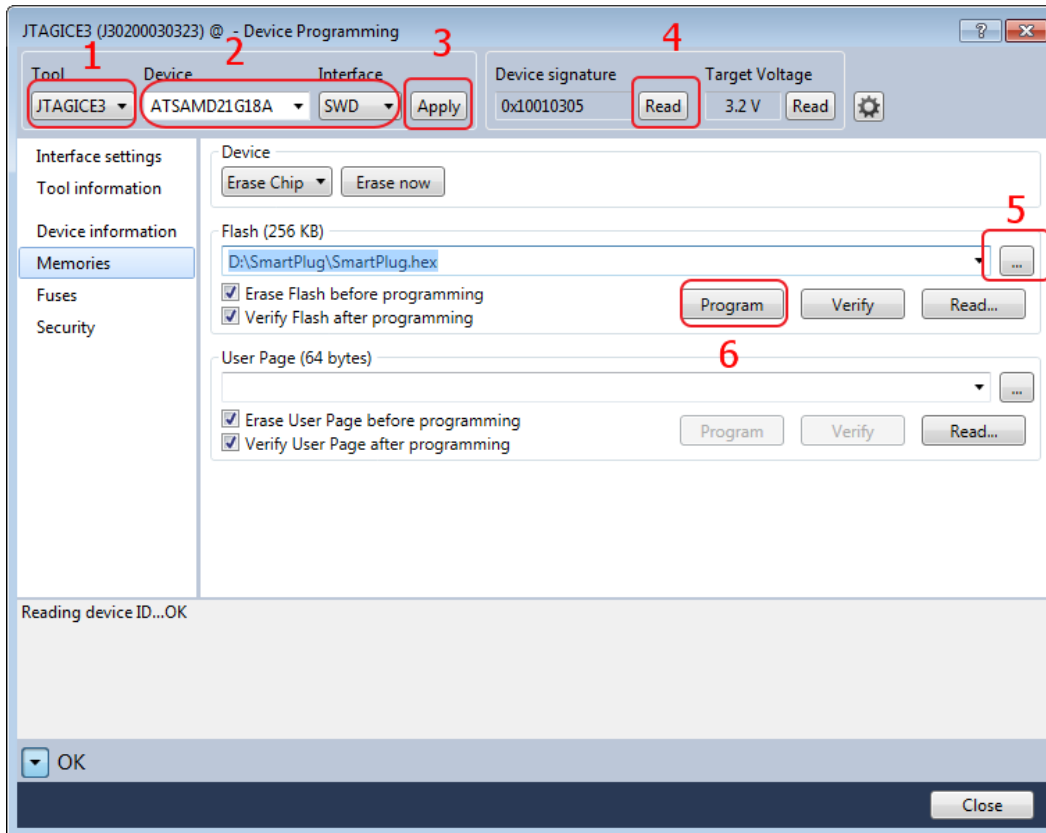 JTAGICE3 (J30200030323) @ - Device Programming
1 2 3 4
Tool Device Interface Device signature Target Voltage
JTAGICE3 ATSAMD21G18A SWD Apply 0x10010305 Read 3.2 V Read
Interface settings
Tool information
Device information
Memories
Fuses
Security
Device
Erase Chip Erase now
5
Flash (256 KB)
D:\SmartPlug\SmartPlug.hex ...
Erase Flash before programming
Verify Flash after programming
Program Verify Read...
6
User Page (64 bytes)
...
Erase User Page before programming
Verify User Page after programming
Program Verify Read...
Reading device ID...OK
OK
Close